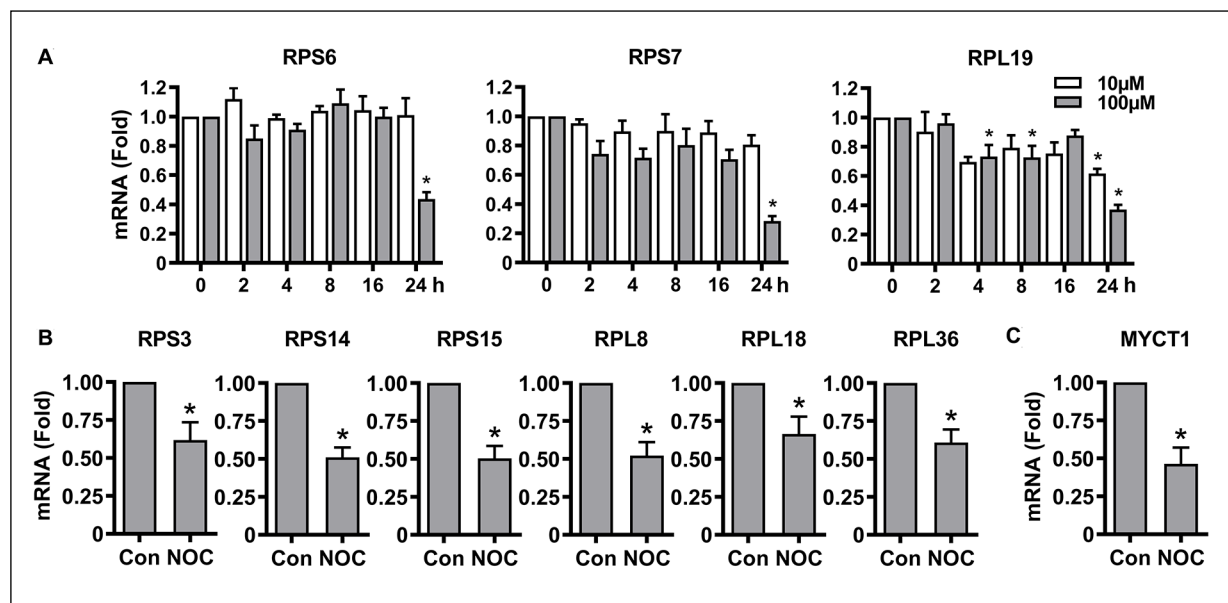 A
RPS6
RPS7
RPL19
10µM
100µM
mRNA (Fold)
1.2
1.0
0.8
0.6
0.4
0.2
0
* 
0 2 4 8 16 24 h
1.2
1.0
0.8
0.6
0.4
0.2
0
*
0 2 4 8 16 24 h
1.2
1.0
0.8
0.6
0.4
0.2
0
* * * *
0 2 4 8 16 24 h
B
RPS3
RPS14
RPS15
RPL8
RPL18
RPL36
C
MYCT1
mRNA (Fold)
1.00
0.75
0.50
0.25
0
*
Con NOC
1.00
0.75
0.50
0.25
0
*
Con NOC
1.00
0.75
0.50
0.25
0
*
Con NOC
1.00
0.75
0.50
0.25
0
*
Con NOC
1.00
0.75
0.50
0.25
0
*
Con NOC
1.00
0.75
0.50
0.25
0
*
Con NOC
mRNA (Fold)
1.00
0.75
0.50
0.25
0
*
Con NOC